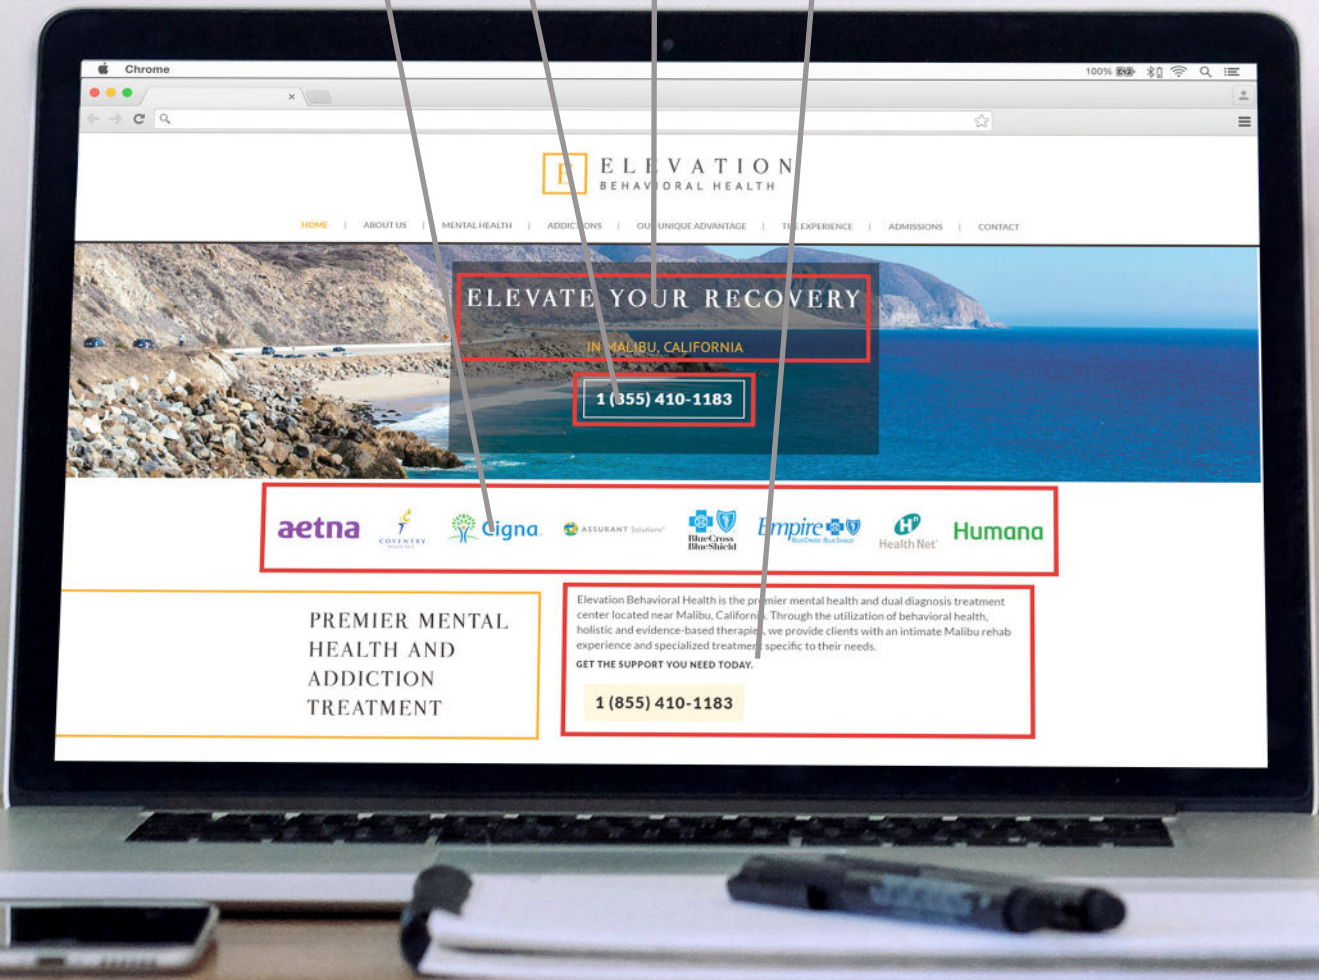 Chrome
100%
E
ELEVATION
BEHAVIORAL HEALTH
HOME | ABOUT US | MENTAL HEALTH | ADDICTIONS | OUR UNIQUE ADVANTAGE | THE EXPERIENCE | ADMISSIONS | CONTACT
ELEVATE YOUR RECOVERY
IN MALIBU, CALIFORNIA
1 (855) 410-1183
aetna
COVENTRY
Cigna
ASSURANT Solutions
BlueCross
BlueShield
Empire
BLUECROSS BLUESHIELD
Hn
Health Net
Humana
PREMIER MENTAL
HEALTH AND
ADDICTION
TREATMENT
Elevation Behavioral Health is the premier mental health and dual diagnosis treatment
center located near Malibu, California. Through the utilization of behavioral health,
holistic and evidence-based therapies, we provide clients with an intimate Malibu rehab
experience and specialized treatment specific to their needs.
GET THE SUPPORT YOU NEED TODAY.
1 (855) 410-1183